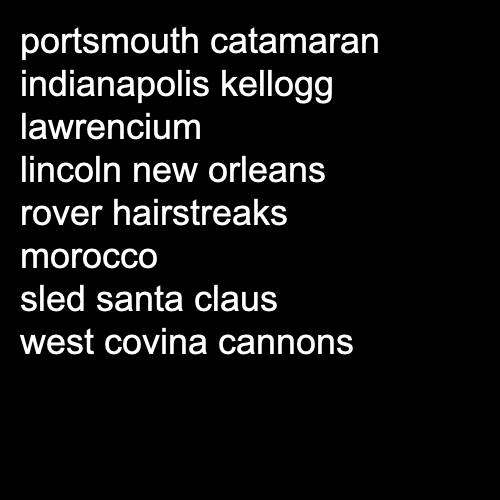 portsmouth catamaran
indianapolis kellogg
lawrencium
lincoln new orleans
rover hairstreaks
morocco
sled santa claus
west covina cannons